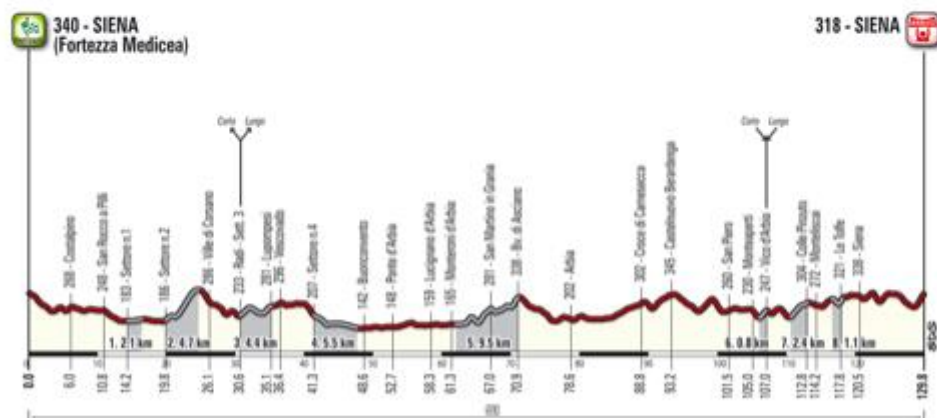 340 - SIENA
(Fortezza Medicea)
318 - SIENA
Corto Lungo
Corto Lungo
268 - Costalpino
248 - San Rocco a Pilli
183 - Settore n.1
186 - Settore n.2
286 - Ville di Corsano
233 - Radi - Sett. 3
281 - Lupompesi
296 - Vescovado
207 - Settore n.4
142 - Buonconvento
148 - Ponte d'Arbia
159 - Lucignano d'Arbia
165 - Monteroni d'Arbia
281 - San Martino in Grania
338 - Bv. di Asciano
202 - Arbia
302 - Croce di Carnesecca
345 - Castelnuovo Berardenga
260 - San Piero
230 - Monteaperti
247 - Vico d'Arbia
304 - Colle Pinzuto
272 - Monteliscai
321 - Le Tolfe
338 - Siena
1. 2.1 km
2. 4.7 km
3. 4.4 km
4. 5.5 km
5. 9.5 km
6. 0.8 km
7. 2.4 km
8. 1.1 km
0.0
6.0
10.8
14.2
19.8
26.1
30.6
35.1
36.4
41.3
48.6
52.7
58.3
61.3
67.0
70.9
78.6
88.8
93.2
101.5
105.0
107.0
112.8
114.2
117.8
120.5
129.8